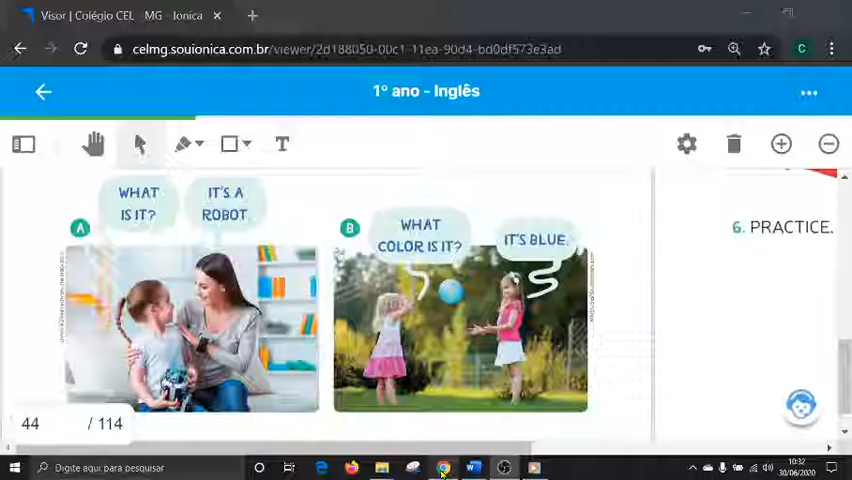 Visor | Colégio CEL - MG - Ionica
celmg.souionica.com.br/viewer/2d188050-00c1-11ea-90d4-bd0df573e3ad
C
1º ano - Inglês
T
WHAT
IS IT?
IT'S A
ROBOT.
A
B
WHAT
COLOR IS IT?
IT'S BLUE.
6. PRACTICE.
44 / 114
Digite aqui para pesquisar
10:32
30/06/2020